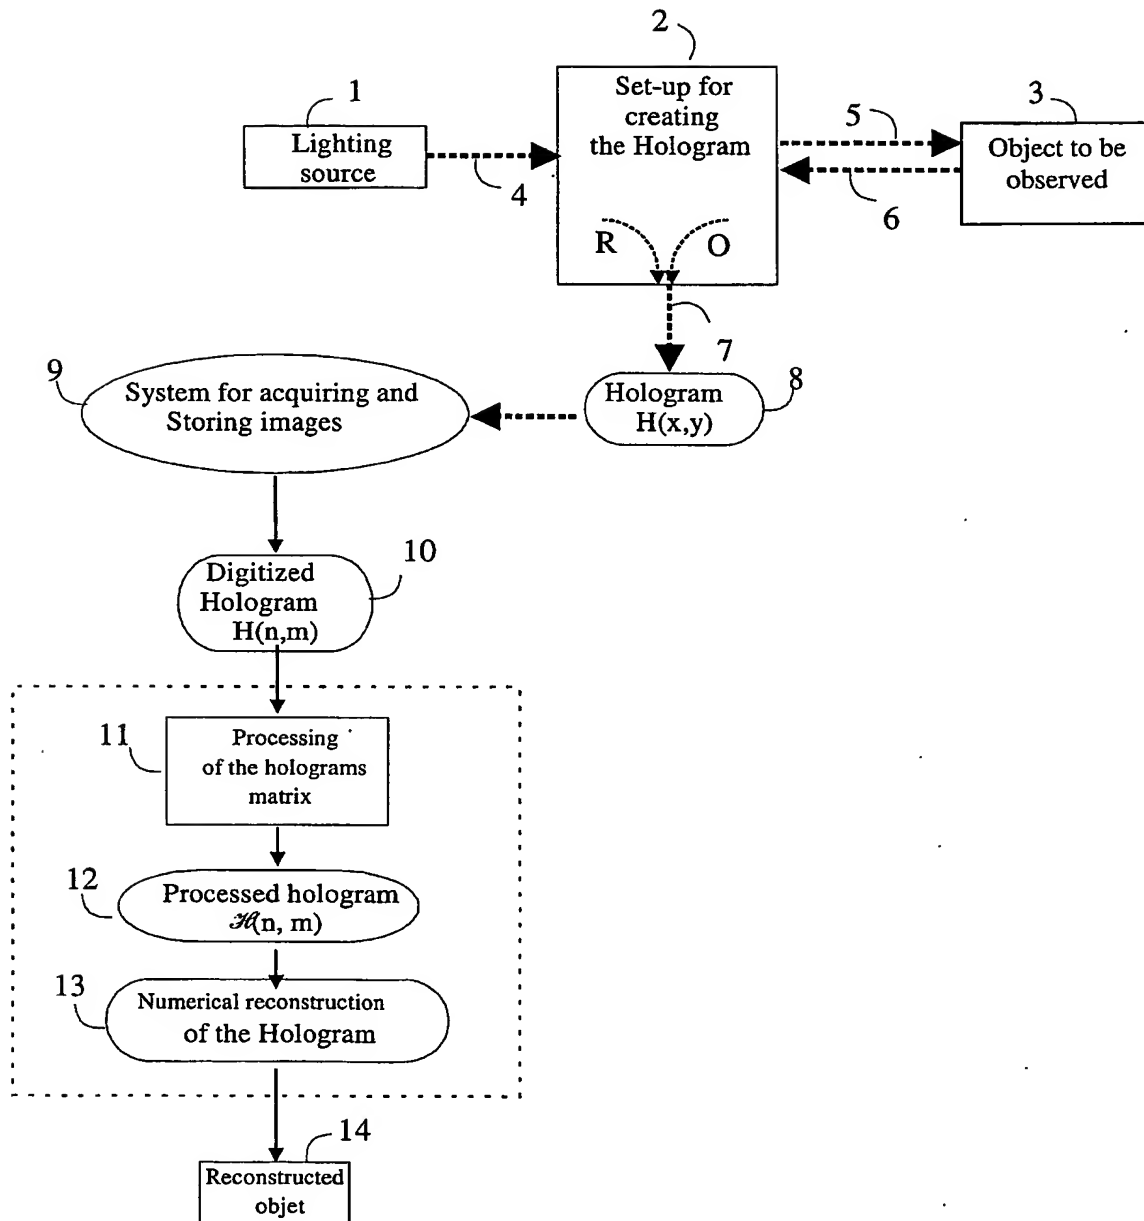 2
Set-up for
creating
the Hologram
1
Lighting
source
4
5
6
3
Object to be
observed
R
O
7
8
Hologram
H(x,y)
9
System for acquiring and
Storing images
10
Digitized
Hologram
H(n,m)
11
Processing
of the holograms
matrix
12
Processed hologram
ℋ(n, m)
13
Numerical reconstruction
of the Hologram
14
Reconstructed
objet